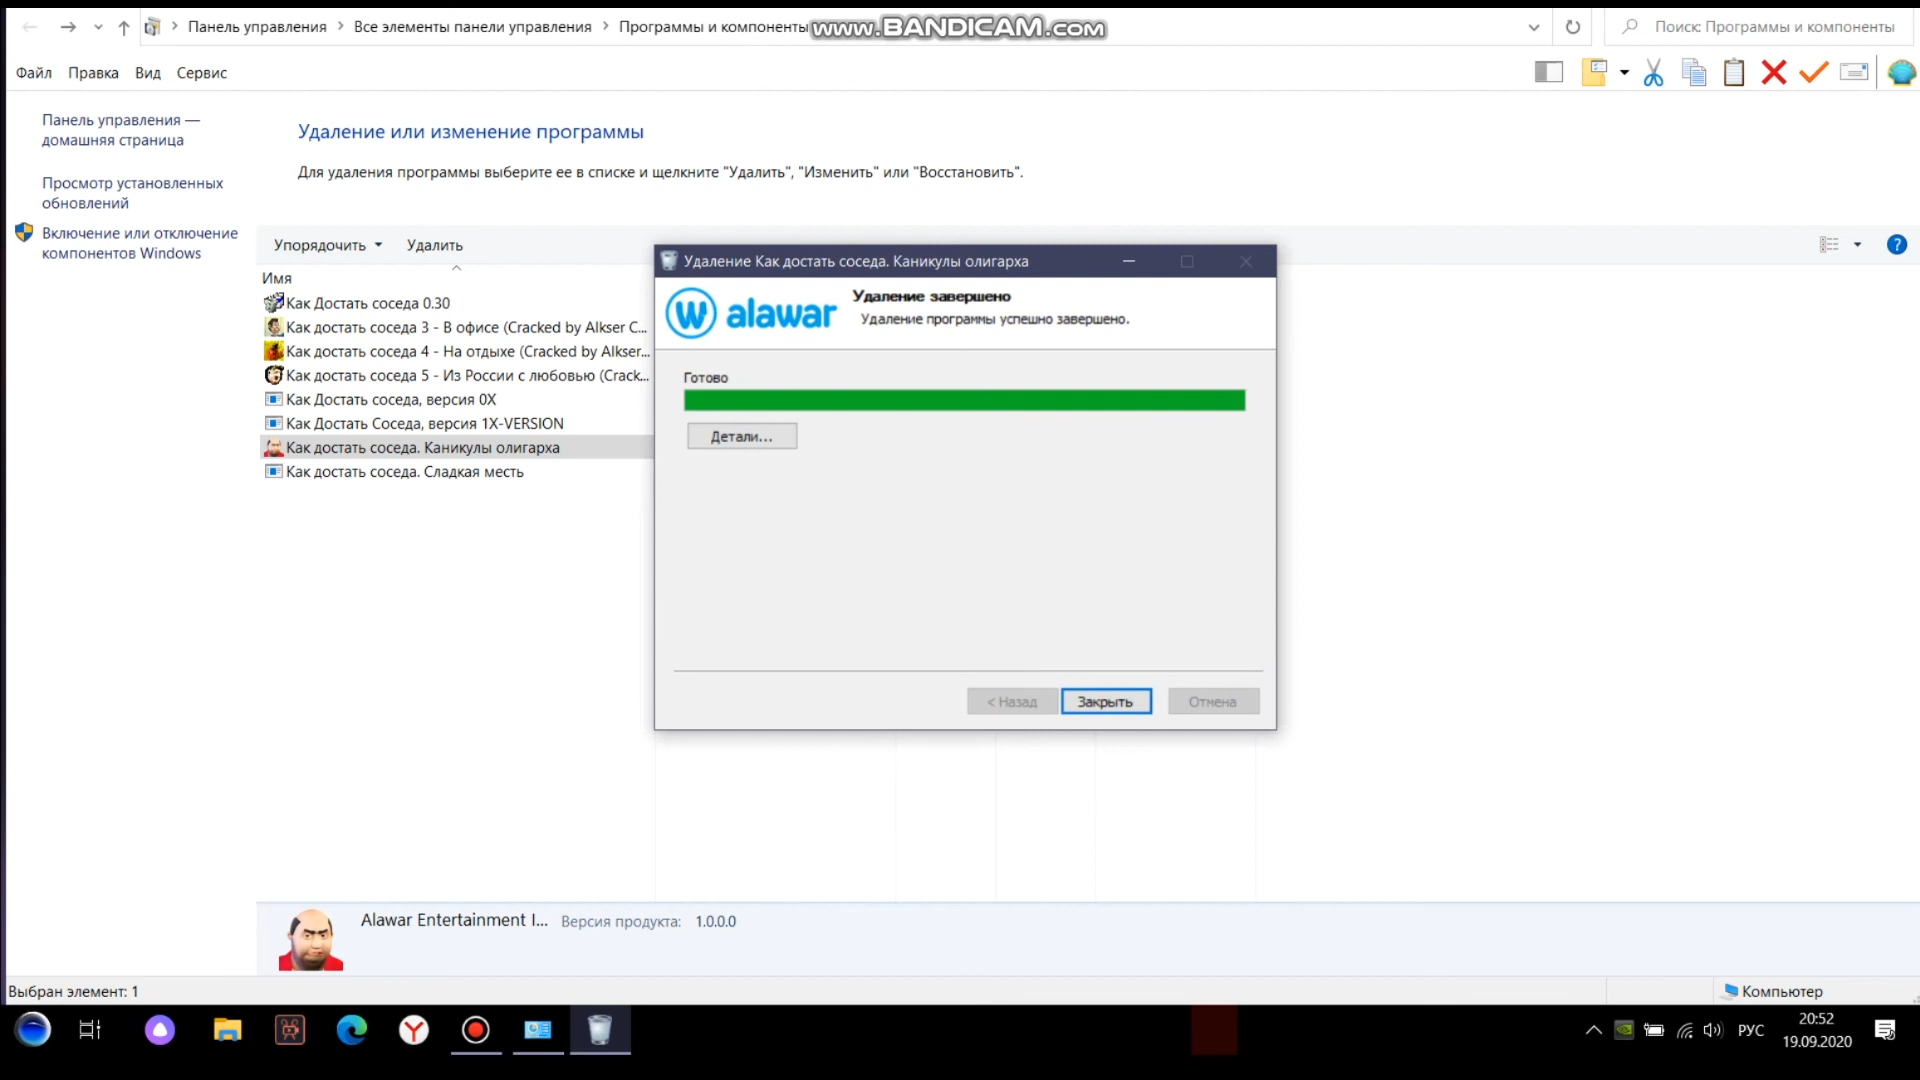 Панель управления
Все элементы панели управления
Программы и компоненты
www.BANDICAM.com
Поиск: Программы и компоненты
Файл
Правка
Вид
Сервис
Панель управления —
домашняя страница
Просмотр установленных
обновлений
Включение или отключение
компонентов Windows
Удаление или изменение программы
Для удаления программы выберите ее в списке и щелкните "Удалить", "Изменить" или "Восстановить".
Упорядочить
Удалить
?
Имя
Как Достать соседа 0.30
Как достать соседа 3 - В офисе (Cracked by Alkser C...
Как достать соседа 4 - На отдыхе (Cracked by Alkser...
Как достать соседа 5 - Из России с любовью (Crack...
Как Достать соседа, версия 0X
Как Достать Соседа, версия 1X-VERSION
Как достать соседа. Каникулы олигарха
Как достать соседа. Сладкая месть
Удаление Как достать соседа. Каникулы олигарха
alawar
Удаление завершено
Удаление программы успешно завершено.
Готово
Детали...
< Назад
Закрыть
Отмена
Alawar Entertainment I...
Версия продукта: 1.0.0.0
Выбран элемент: 1
Компьютер
РУС
20:52
19.09.2020